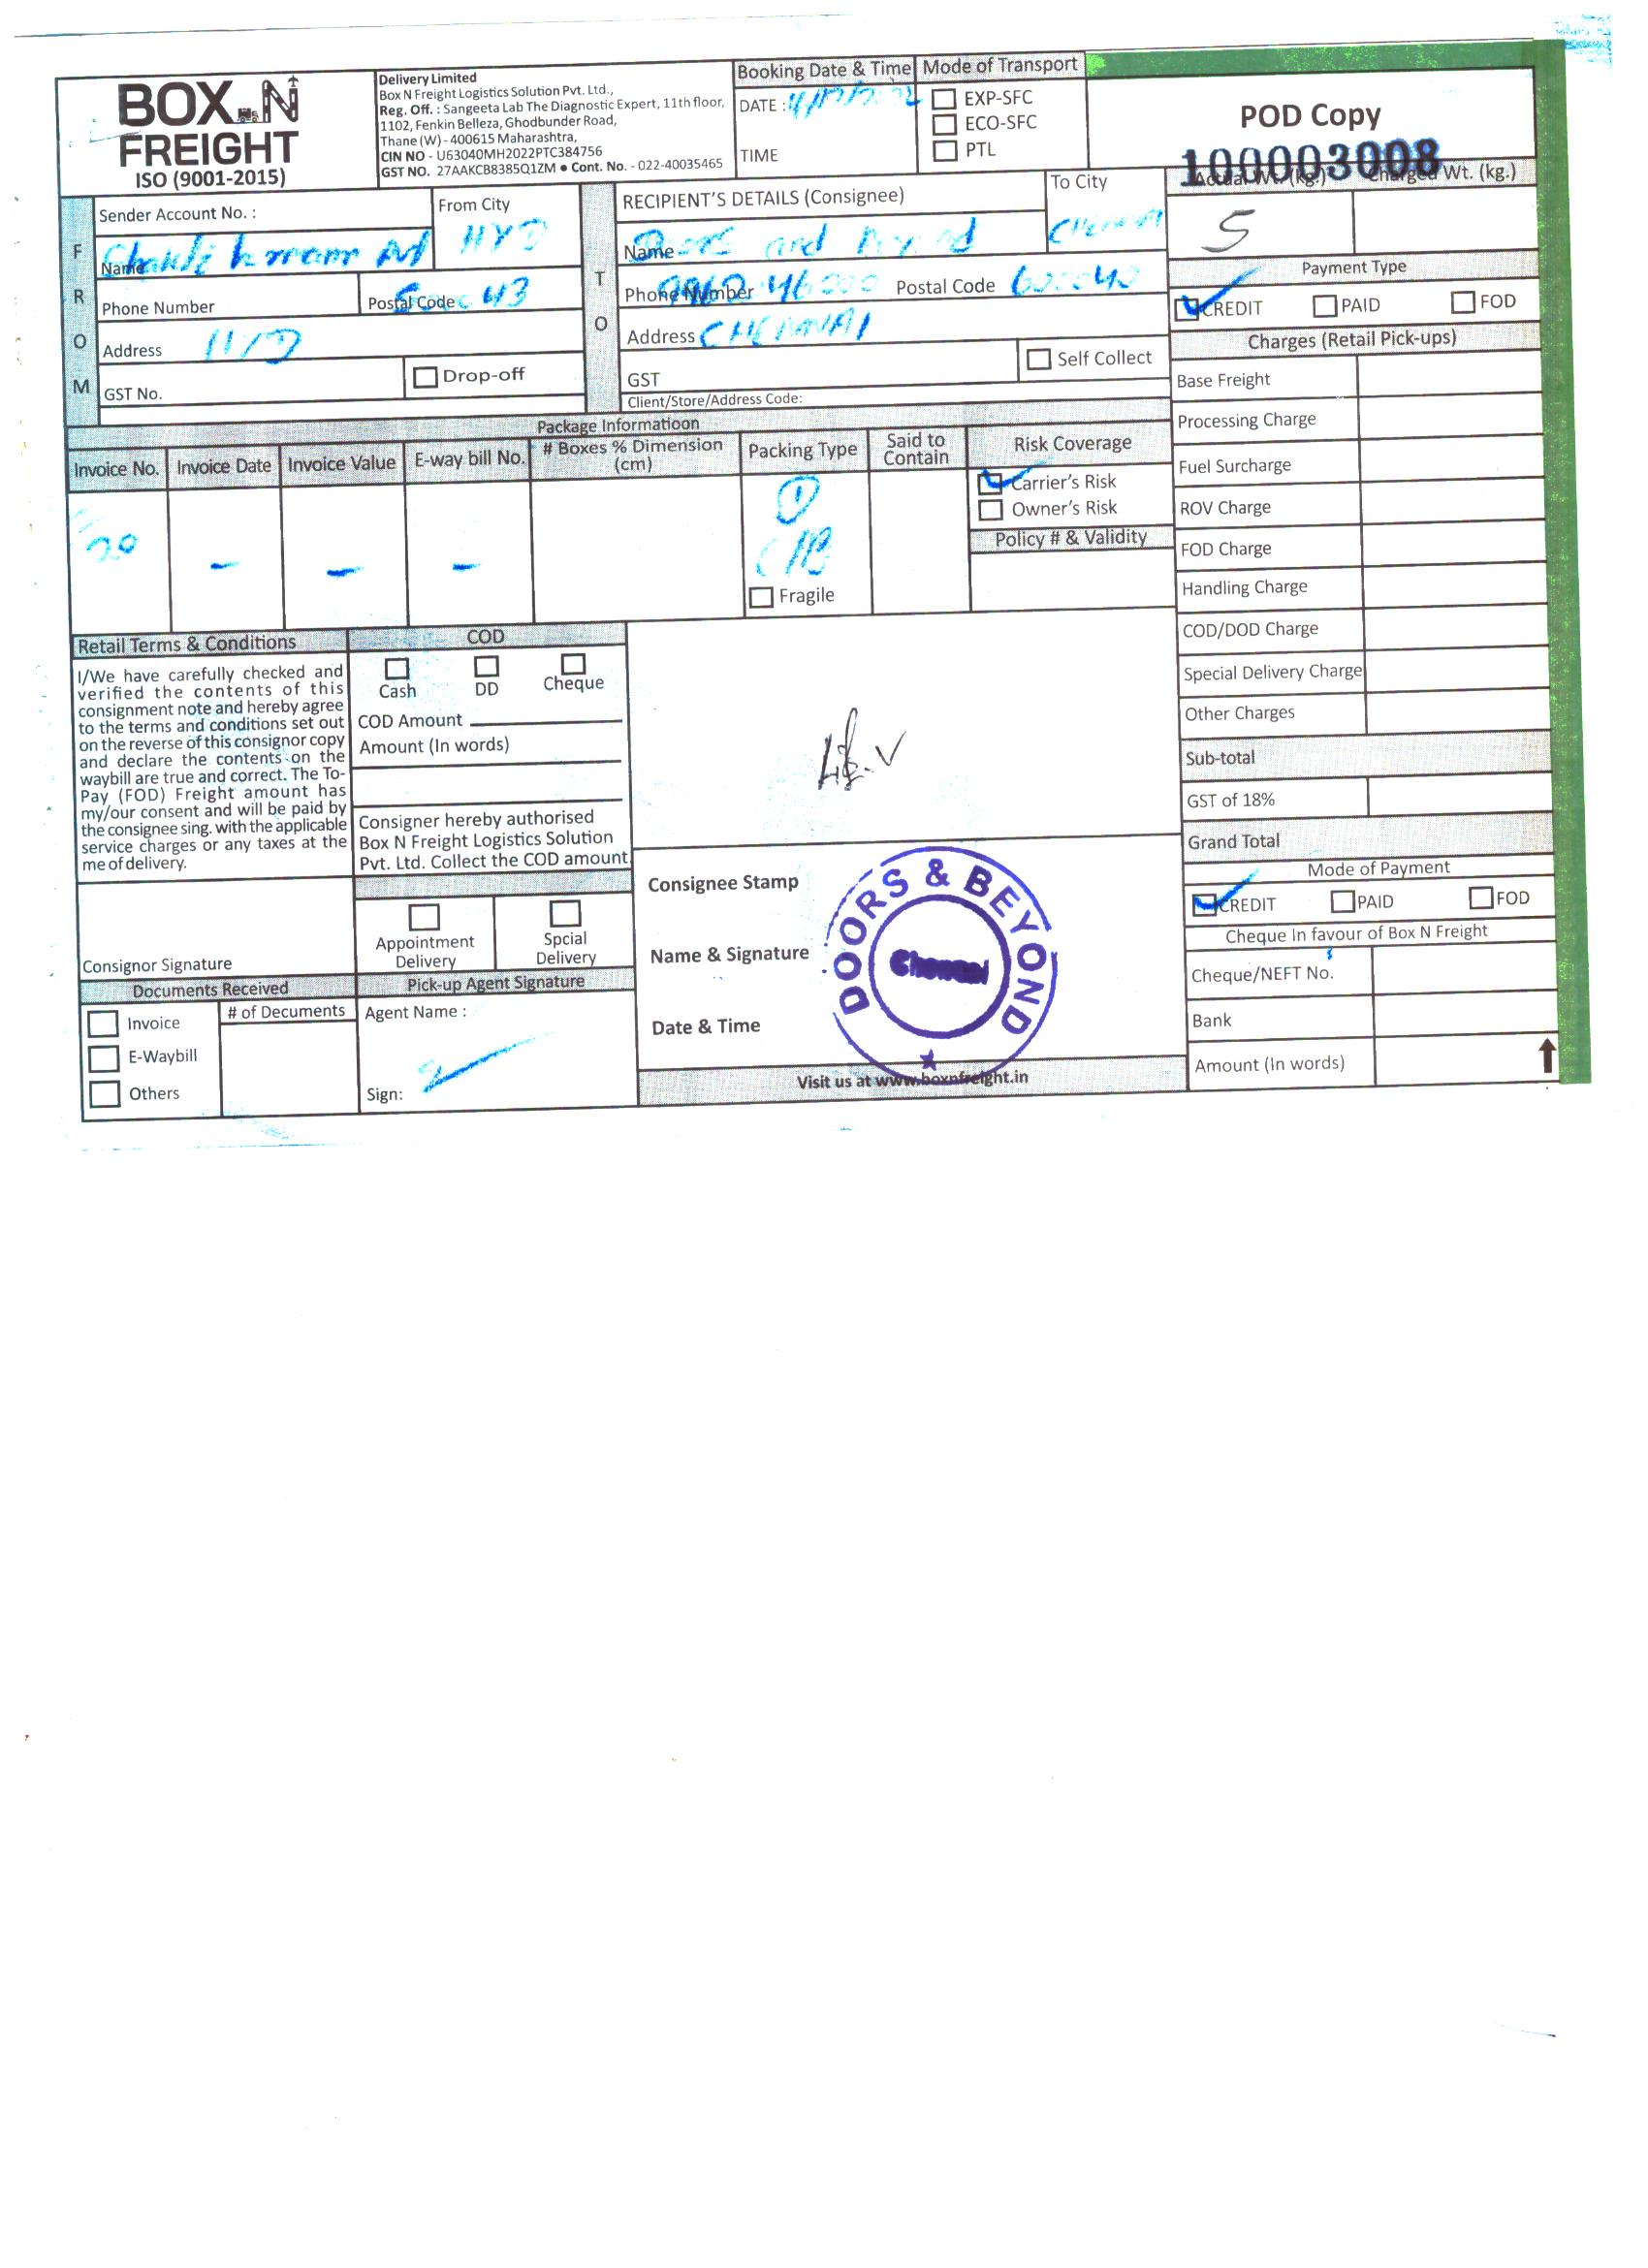 BOX N
FREIGHT
ISO (9001-2015)
Delivery Limited
Box N Freight Logistics Solution Pvt. Ltd.,
Reg. Off. : Sangeeta Lab The Diagnostic Expert, 11th floor,
1102, Fenkin Belleza, Ghodbunder Road,
Thane (W) - 400615 Maharashtra,
CIN NO - U63040MH2022PTC384756
GST NO. 27AAKCB8385Q1ZM ● Cont. No. - 022-40035465
Booking Date & Time
DATE :
TIME
Mode of Transport
EXP-SFC
ECO-SFC
PTL
POD Copy
100003008
FROM
Sender Account No. :
From City
HYD
Name
Phone Number
Postal Code
43
Address
HYD
GST No.
Drop-off
TO
RECIPIENT'S DETAILS (Consignee)
To City
Chennai
Name
Doors and
Phone Number
Postal Code
Address CHENNAI
GST
Self Collect
Client/Store/Address Code:
Actual Wt. (kg.)
Charged Wt. (kg.)
5
Payment Type
CREDIT
PAID
FOD
Charges (Retail Pick-ups)
Base Freight
Processing Charge
Fuel Surcharge
ROV Charge
FOD Charge
Handling Charge
COD/DOD Charge
Special Delivery Charge
Other Charges
Sub-total
GST of 18%
Grand Total
Package Informatioon
Invoice No.
Invoice Date
Invoice Value
E-way bill No.
# Boxes % Dimension
(cm)
Packing Type
Said to
Contain
Risk Coverage
Carrier's Risk
Owner's Risk
Policy # & Validity
- - -
1
Fragile
Retail Terms & Conditions
I/We have carefully checked and
verified the contents of this
consignment note and hereby agree
to the terms and conditions set out
on the reverse of this consignor copy
and declare the contents on the
waybill are true and correct. The To-
Pay (FOD) Freight amount has
my/our consent and will be paid by
the consignee sing. with the applicable
service charges or any taxes at the
me of delivery.
Consignor Signature
COD
Cash
DD
Cheque
COD Amount
Amount (In words)
Consigner hereby authorised
Box N Freight Logistics Solution
Pvt. Ltd. Collect the COD amount
Appointment
Delivery
Spcial
Delivery
Documents Received
Invoice
E-Waybill
Others
# of Decuments
Pick-up Agent Signature
Agent Name :
Sign:
Consignee Stamp
Name & Signature
Date & Time
DOORS & BEYOND
Chennai
Visit us at www.boxnfreight.in
Mode of Payment
CREDIT
PAID
FOD
Cheque In favour of Box N Freight
Cheque/NEFT No.
Bank
Amount (In words)